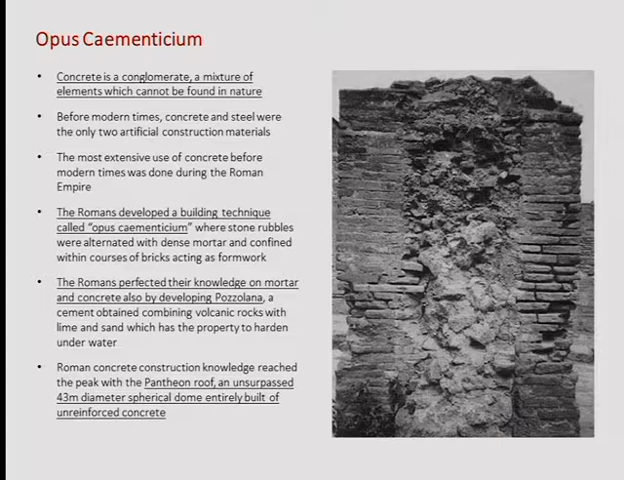 Opus Caementicium
• Concrete is a conglomerate, a mixture of
elements which cannot be found in nature
• Before modern times, concrete and steel were
the only two artificial construction materials
• The most extensive use of concrete before
modern times was done during the Roman
Empire
• The Romans developed a building technique
called “opus caementicium” where stone rubbles
were alternated with dense mortar and confined
within courses of bricks acting as formwork
• The Romans perfected their knowledge on mortar
and concrete also by developing Pozzolana, a
cement obtained combining volcanic rocks with
lime and sand which has the property to harden
under water
• Roman concrete construction knowledge reached
the peak with the Pantheon roof, an unsurpassed
43m diameter spherical dome entirely built of
unreinforced concrete